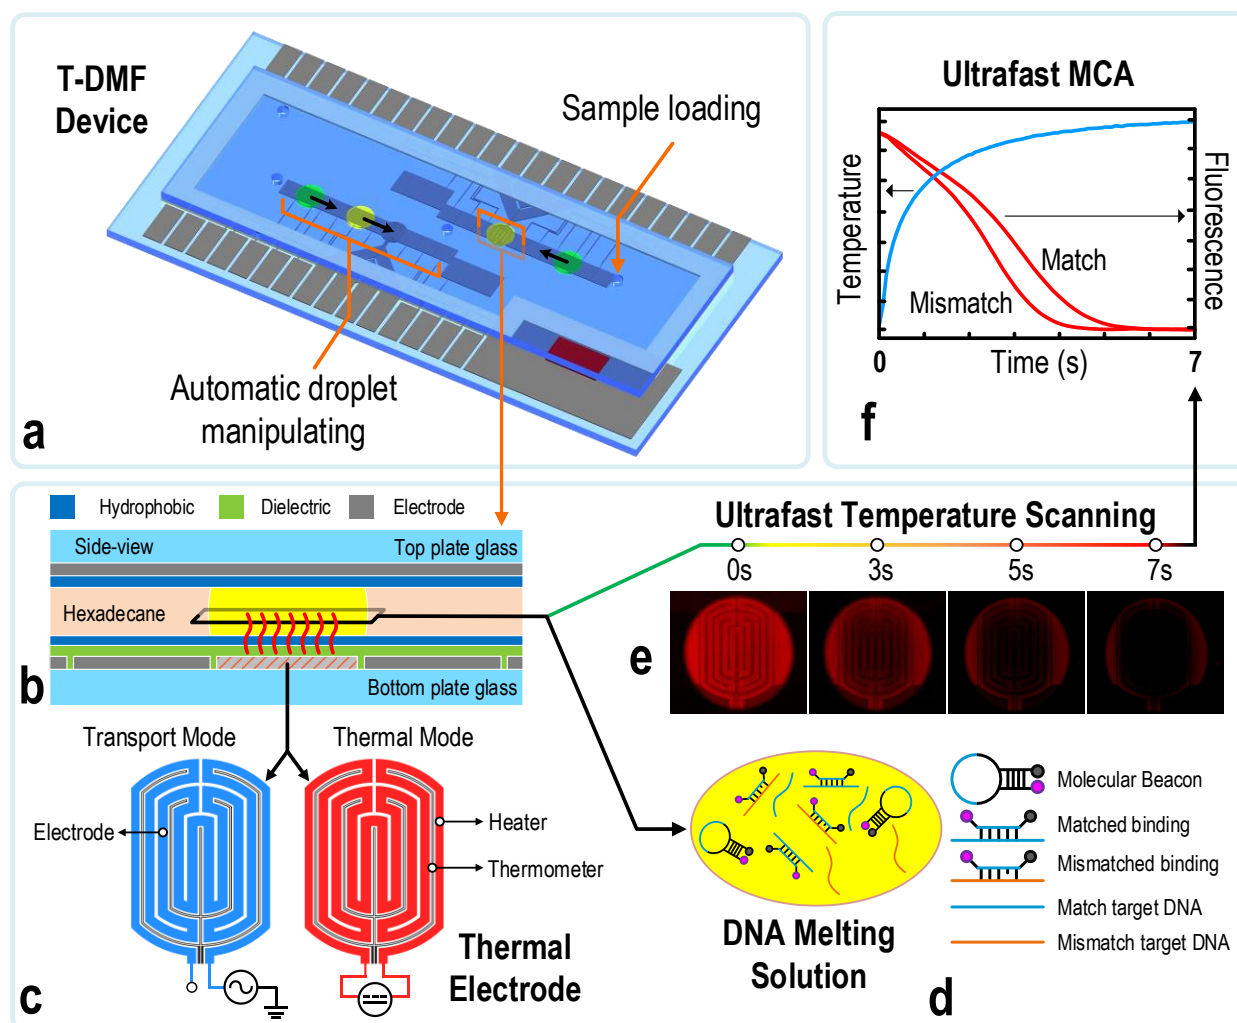 T-DMF
Device
Sample loading
Automatic droplet
manipulating
a
Ultrafast MCA
Temperature
Fluorescence
Match
Mismatch
0
Time (s)
7
f
Hydrophobic
Dielectric
Electrode
Side-view
Top plate glass
Hexadecane
Bottom plate glass
b
Ultrafast Temperature Scanning
0s
3s
5s
7s
e
Transport Mode
Thermal Mode
Electrode
Heater
Thermometer
Thermal
Electrode
c
DNA Melting
Solution
Molecular Beacon
Matched binding
Mismatched binding
Match target DNA
Mismatch target DNA
d